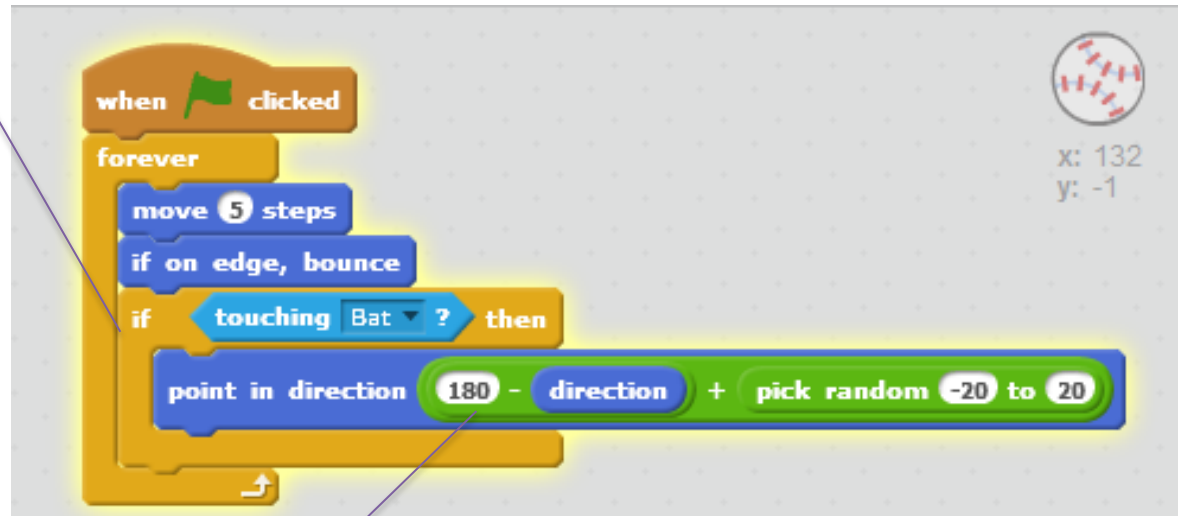 when clicked
forever
move 5 steps
if on edge, bounce
if touching Bat ? then
point in direction 180 - direction + pick random -20 to 20
x: 132
y: -1